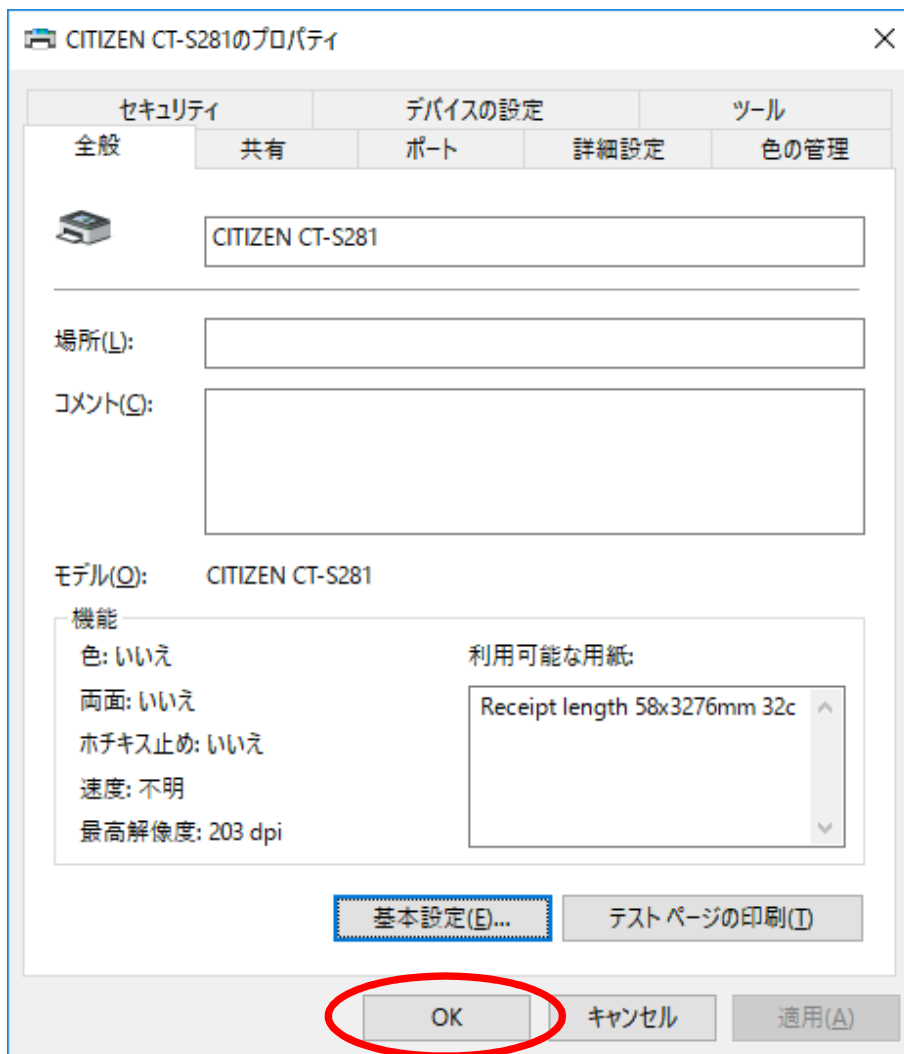 CITIZEN CT-S281のプロパティ
セキュリティ デバイスの設定 ツール
全般 共有 ポート 詳細設定 色の管理
CITIZEN CT-S281
場所(L):
コメント(C):
モデル(O): CITIZEN CT-S281
機能
色: いいえ 利用可能な用紙:
両面: いいえ Receipt length 58x3276mm 32c
ホチキス止め: いいえ
速度: 不明
最高解像度: 203 dpi
基本設定(E)... テスト ページの印刷(T)
OK キャンセル 適用(A)